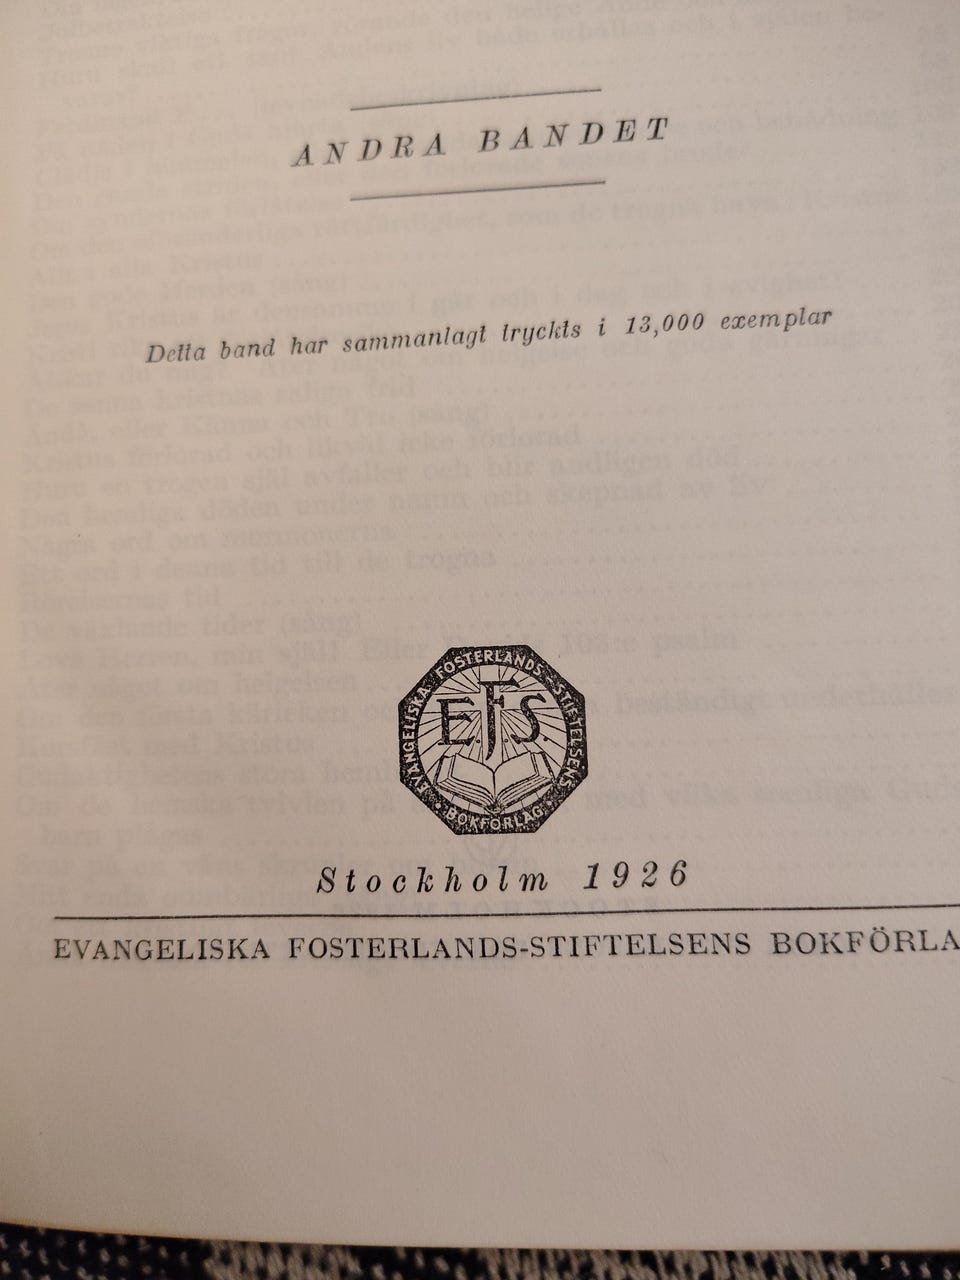 ANDRA BANDET
Detta band har sammanlagt tryckts i 13,000 exemplar
EVANGELISKA FOSTERLANDS-STIFTELSENS
E.F.S.
BOKFÖRLAG
Stockholm 1926
EVANGELISKA FOSTERLANDS-STIFTELSENS BOKFÖRLA